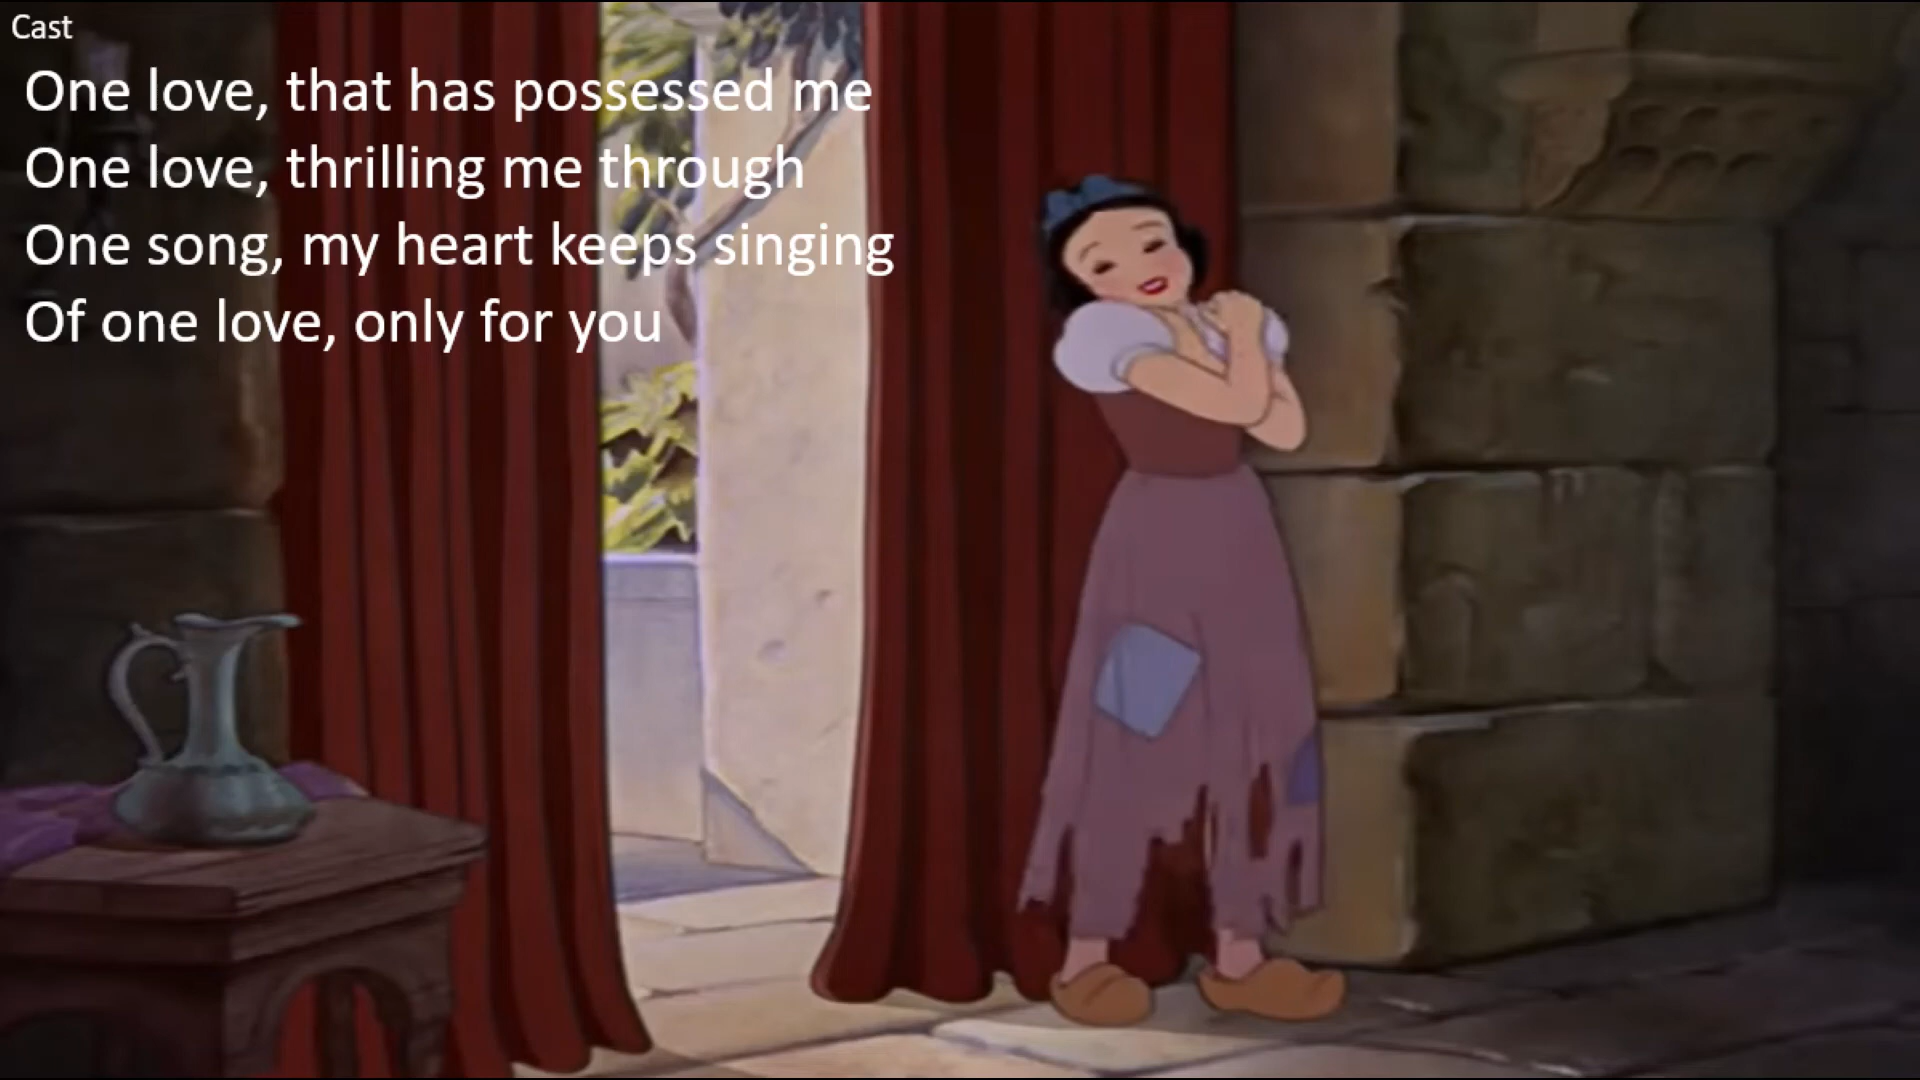 Cast
One love, that has possessed me
One love, thrilling me through
One song, my heart keeps singing
Of one love, only for you